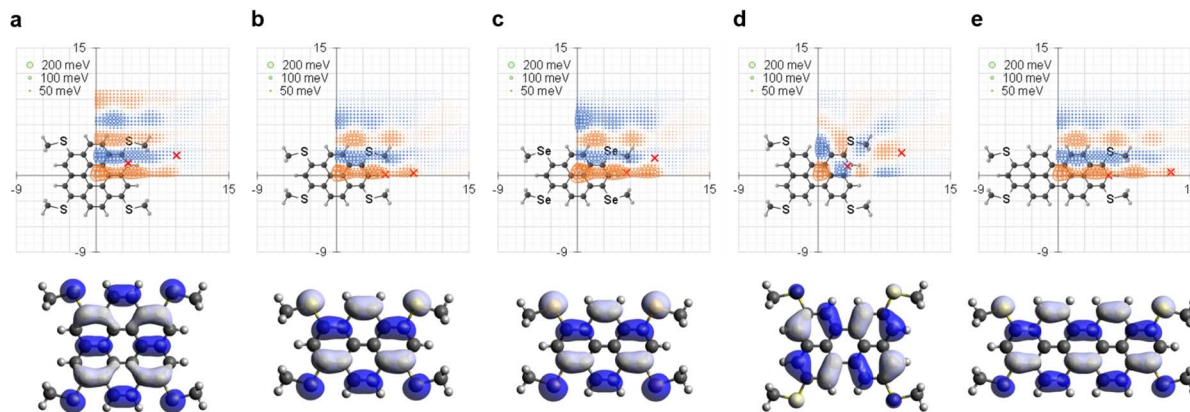 a b c d e
15 15 15 15 15
200 meV 200 meV 200 meV 200 meV 200 meV
100 meV 100 meV 100 meV 100 meV 100 meV
50 meV 50 meV 50 meV 50 meV 50 meV
S S S S Se Se S S S S
-9 15 -9 15 -9 15 -9 15 -9 15
S S S S Se Se S S S S
-9 -9 -9 -9 -9